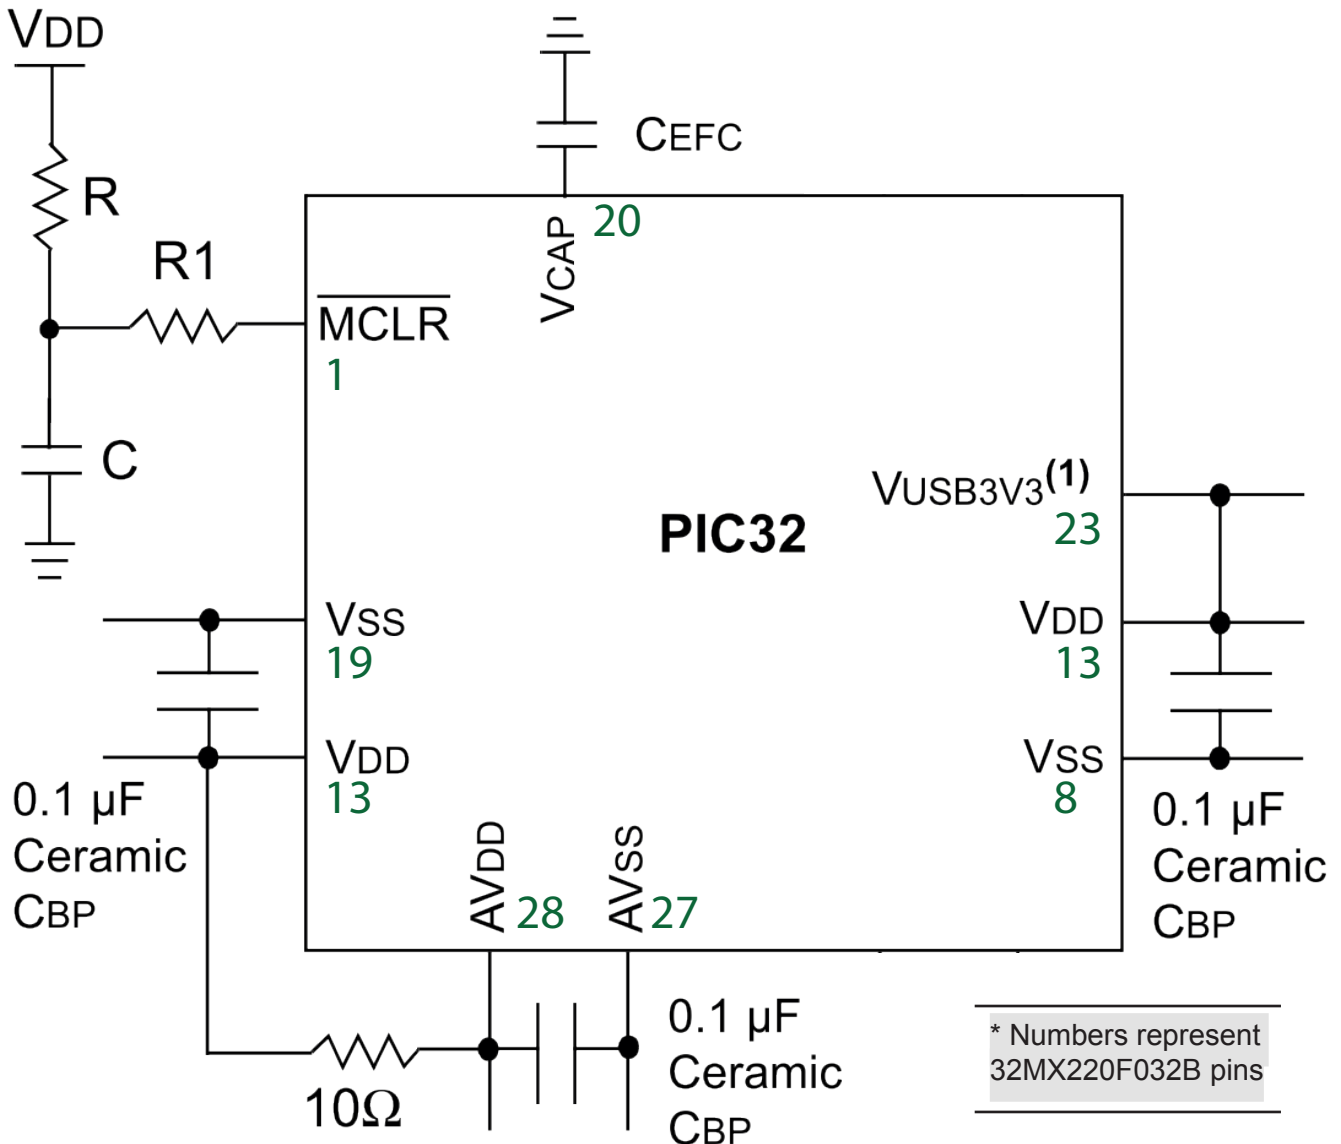 VDD
CEFC
R
20
R1
VCAP
MCLR
1
C
VUSB3V3(1)
23
PIC32
VSS
19
VDD
13
VDD
13
VSS
8
0.1 µF
Ceramic
CBP
0.1 µF
Ceramic
CBP
AVDD
28
AVSS
27
0.1 µF
Ceramic
CBP
10Ω
* Numbers represent
32MX220F032B pins